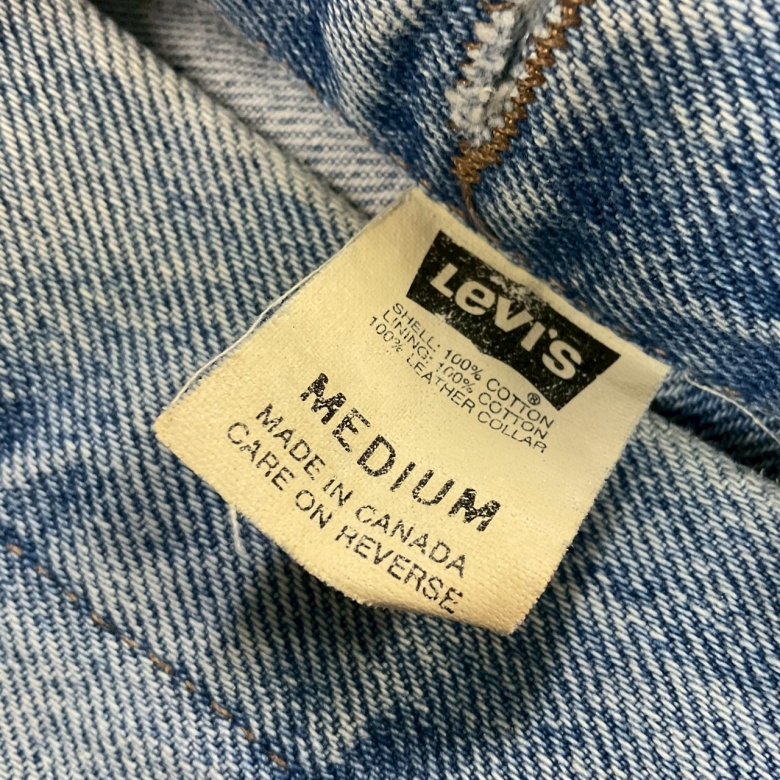 Levi's
®
SHELL: 100% COTTON
LINING: 100% COTTON
100% LEATHER COLLAR
MEDIUM
MADE IN CANADA
CARE ON REVERSE